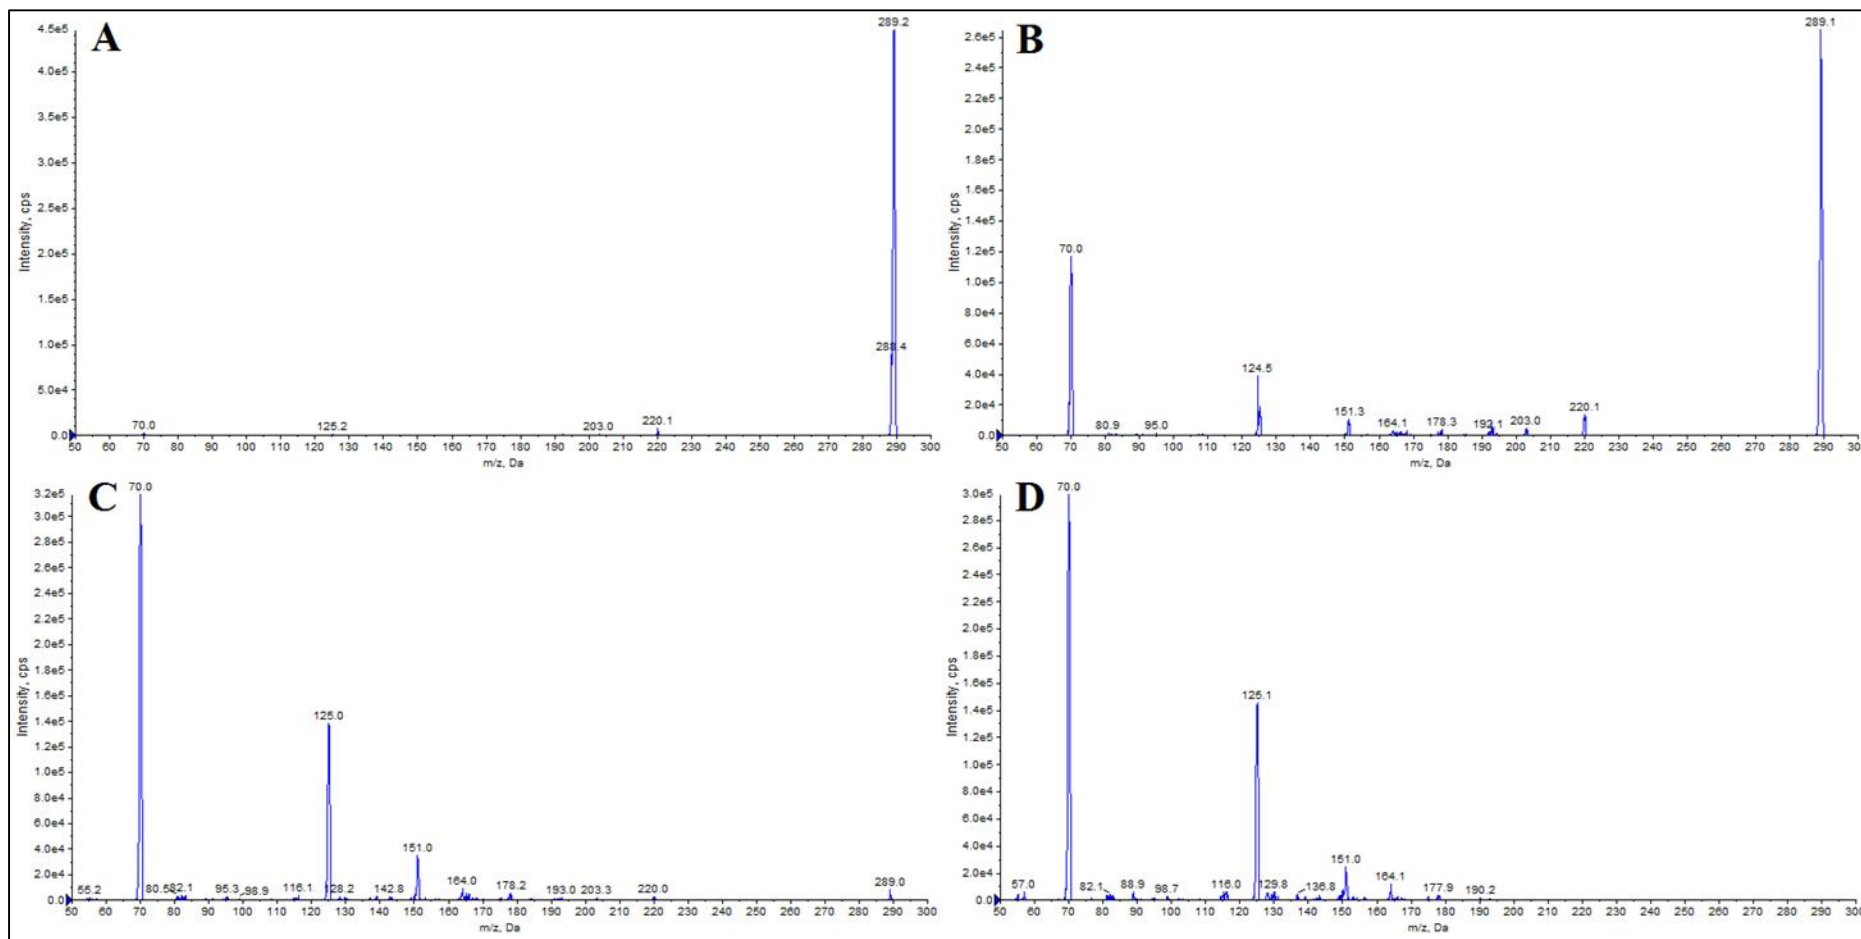 A
Intensity, cps
4.5e5
4.0e5
3.5e5
3.0e5
2.5e5
2.0e5
1.5e5
1.0e5
5.0e4
0.0
289.2
288.4
70.0 125.2 203.0 220.1
50 60 70 80 90 100 110 120 130 140 150 160 170 180 190 200 210 220 230 240 250 260 270 280 290 300
m/z, Da
B
Intensity, cps
2.6e5
2.4e5
2.2e5
2.0e5
1.8e5
1.6e5
1.4e5
1.2e5
1.0e5
8.0e4
6.0e4
4.0e4
2.0e4
0.0
289.1
70.0
124.5
80.9 95.0 151.3 164.1 178.3 192.1 203.0 220.1
50 60 70 80 90 100 110 120 130 140 150 160 170 180 190 200 210 220 230 240 250 260 270 280 290 300
m/z, Da
C
Intensity, cps
3.2e5
3.0e5
2.8e5
2.6e5
2.4e5
2.2e5
2.0e5
1.8e5
1.6e5
1.4e5
1.2e5
1.0e5
8.0e4
6.0e4
4.0e4
2.0e4
0.0
70.0
125.0
151.0
55.2 80.5 82.1 95.3 98.9 116.1 128.2 142.8 164.0 178.2 193.0 203.3 220.0 289.0
50 60 70 80 90 100 110 120 130 140 150 160 170 180 190 200 210 220 230 240 250 260 270 280 290 300
m/z, Da
D
Intensity, cps
3.0e5
2.8e5
2.6e5
2.4e5
2.2e5
2.0e5
1.8e5
1.6e5
1.4e5
1.2e5
1.0e5
8.0e4
6.0e4
4.0e4
2.0e4
0.0
70.0
125.1
151.0
57.0 82.1 88.9 98.7 116.0 129.8 136.8 164.1 177.9 190.2
50 60 70 80 90 100 110 120 130 140 150 160 170 180 190 200 210 220 230 240 250 260 270 280 290 300
m/z, Da